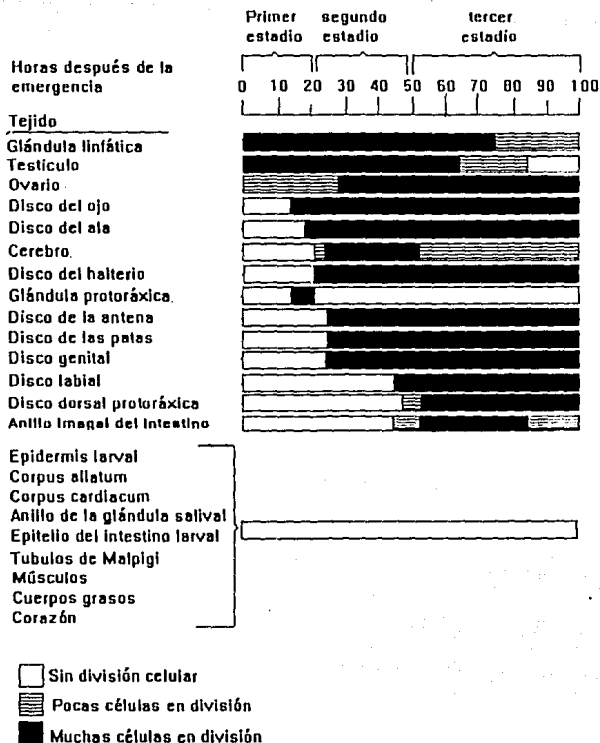 Primer segundo tercer
estadio estadio estadio
Horas después de la
emergencia
0 10 20 30 40 50 60 70 80 90 100
Tejido
Glándula linfática
Testículo
Ovario
Disco del ojo
Disco del ala
Cerebro.
Disco del halterio
Glándula protoráxica.
Disco de la antena
Disco de las patas
Disco genital
Disco labial
Disco dorsal protoráxica
Anillo imagal del intestino
Epidermis larval
Corpus allatum
Corpus cardiacum
Anillo de la glándula salival
Epitelio del intestino larval
Tubulos de Malpigi
Músculos
Cuerpos grasos
Corazón
Sin división celular
Pocas células en división
Muchas células en división